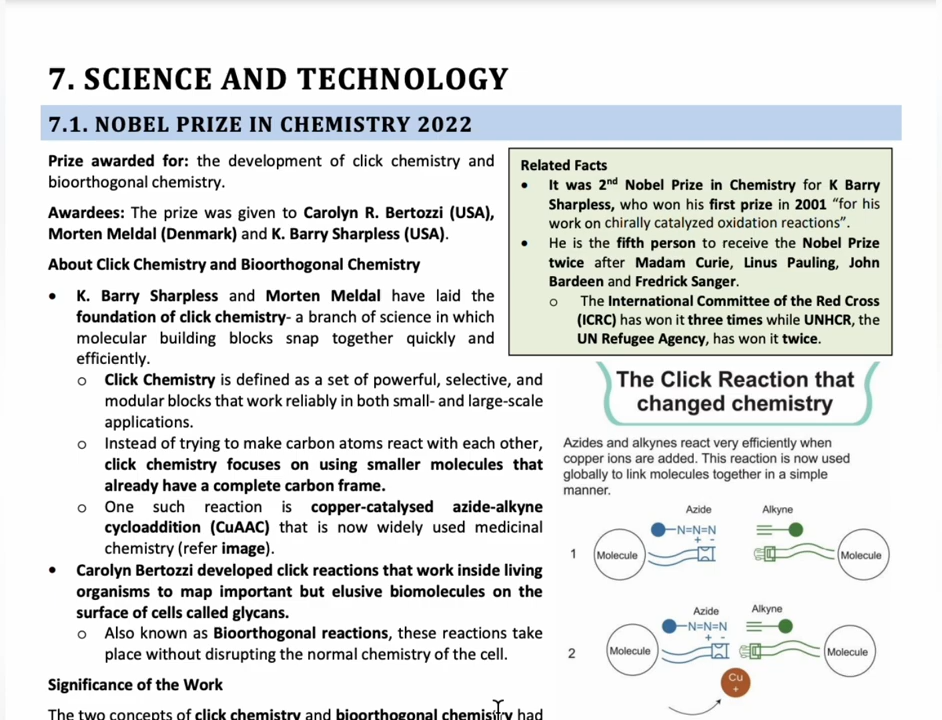 7. SCIENCE AND TECHNOLOGY
7.1. NOBEL PRIZE IN CHEMISTRY 2022
Prize awarded for: the development of click chemistry and
bioorthogonal chemistry.
Awardees: The prize was given to Carolyn R. Bertozzi (USA),
Morten Meldal (Denmark) and K. Barry Sharpless (USA).
About Click Chemistry and Bioorthogonal Chemistry
• K. Barry Sharpless and Morten Meldal have laid the
foundation of click chemistry- a branch of science in which
molecular building blocks snap together quickly and
efficiently.
o Click Chemistry is defined as a set of powerful, selective, and
modular blocks that work reliably in both small- and large-scale
applications.
o Instead of trying to make carbon atoms react with each other,
click chemistry focuses on using smaller molecules that
already have a complete carbon frame.
o One such reaction is copper-catalysed azide-alkyne
cycloaddition (CuAAC) that is now widely used medicinal
chemistry (refer image).
• Carolyn Bertozzi developed click reactions that work inside living
organisms to map important but elusive biomolecules on the
surface of cells called glycans.
o Also known as Bioorthogonal reactions, these reactions take
place without disrupting the normal chemistry of the cell.
Significance of the Work
The two concepts of click chemistry and bioorthogonal chemistry had
Related Facts
• It was 2nd Nobel Prize in Chemistry for K Barry
Sharpless, who won his first prize in 2001 “for his
work on chirally catalyzed oxidation reactions”.
• He is the fifth person to receive the Nobel Prize
twice after Madam Curie, Linus Pauling, John
Bardeen and Fredrick Sanger.
o The International Committee of the Red Cross
(ICRC) has won it three times while UNHCR, the
UN Refugee Agency, has won it twice.
The Click Reaction that
changed chemistry
Azides and alkynes react very efficiently when
copper ions are added. This reaction is now used
globally to link molecules together in a simple
manner.
Azide Alkyne
N=N=N
+ -
1 Molecule Molecule
Azide Alkyne
N=N=N
+ -
2 Molecule Molecule
Cu
+